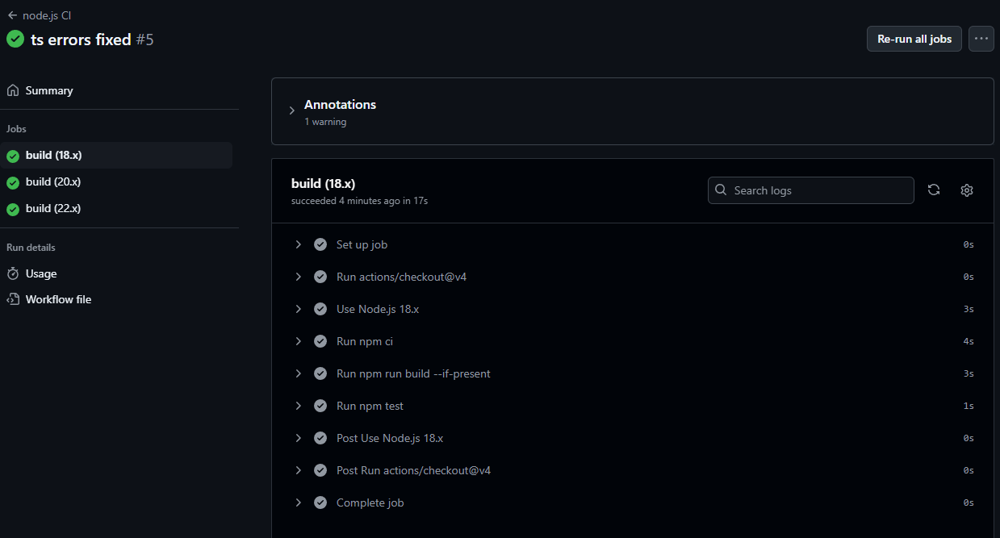 node.js CI
ts errors fixed #5
Re-run all jobs
Summary
Jobs
build (18.x)
build (20.x)
build (22.x)
Run details
Usage
Workflow file
Annotations
1 warning
build (18.x)
succeeded 4 minutes ago in 17s
Search logs
Set up job 0s
Run actions/checkout@v4 0s
Use Node.js 18.x 3s
Run npm ci 4s
Run npm run build --if-present 3s
Run npm test 1s
Post Use Node.js 18.x 0s
Post Run actions/checkout@v4 0s
Complete job 0s